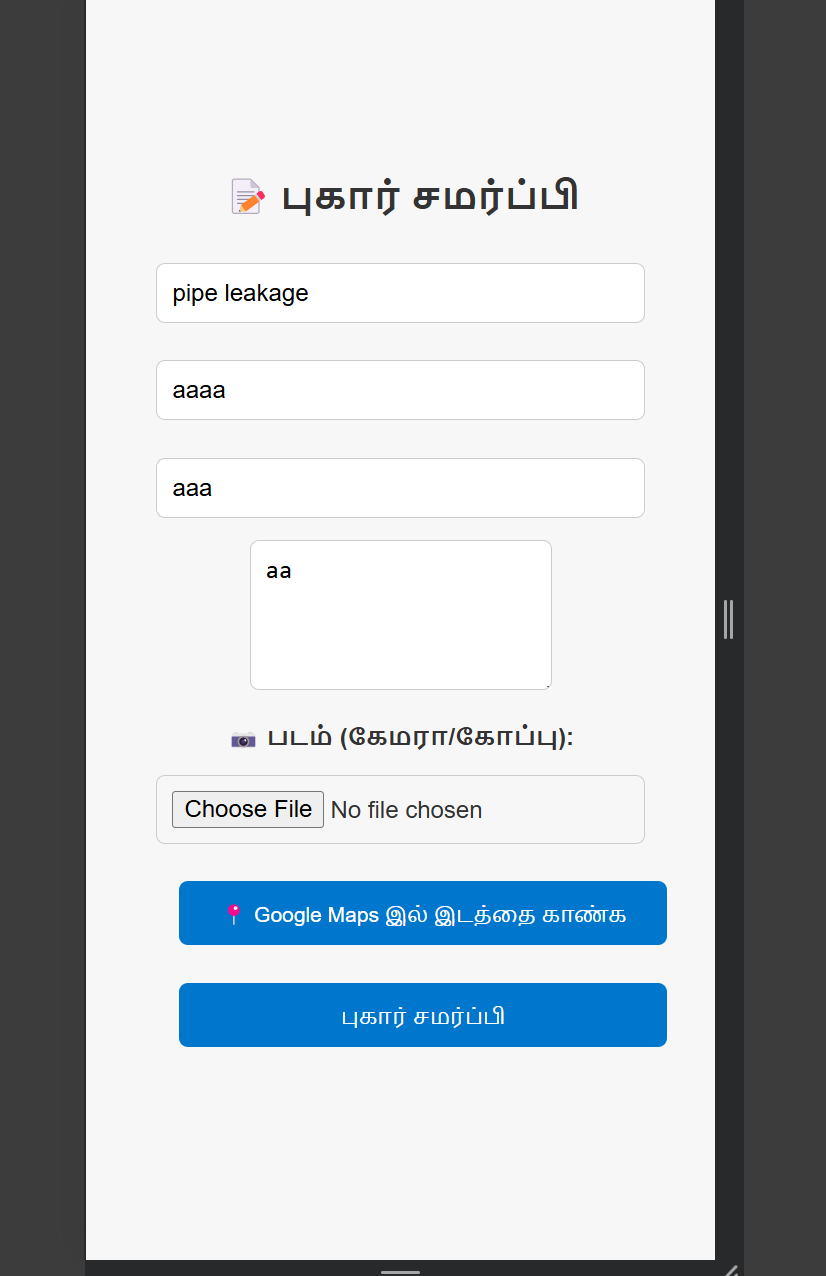 புகார் சமர்ப்பி
pipe leakage
aaaa
aaa
aa
படம் (கேமரா/கோப்பு):
Choose File No file chosen
Google Maps இல் இடத்தை காண்க
புகார் சமர்ப்பி